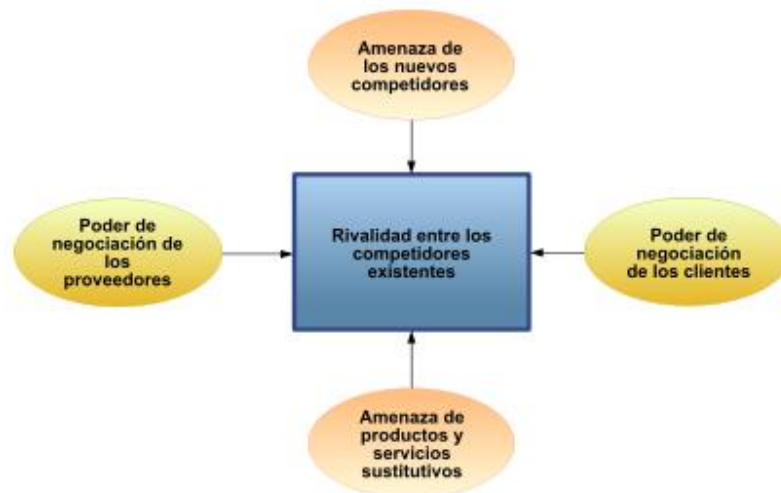 Amenaza de
los nuevos
competidores
Poder de
negociación de
los
proveedores
Rivalidad entre los
competidores
existentes
Poder de
negociación
de los clientes
Amenaza de
productos y
servicios
sustitutivos